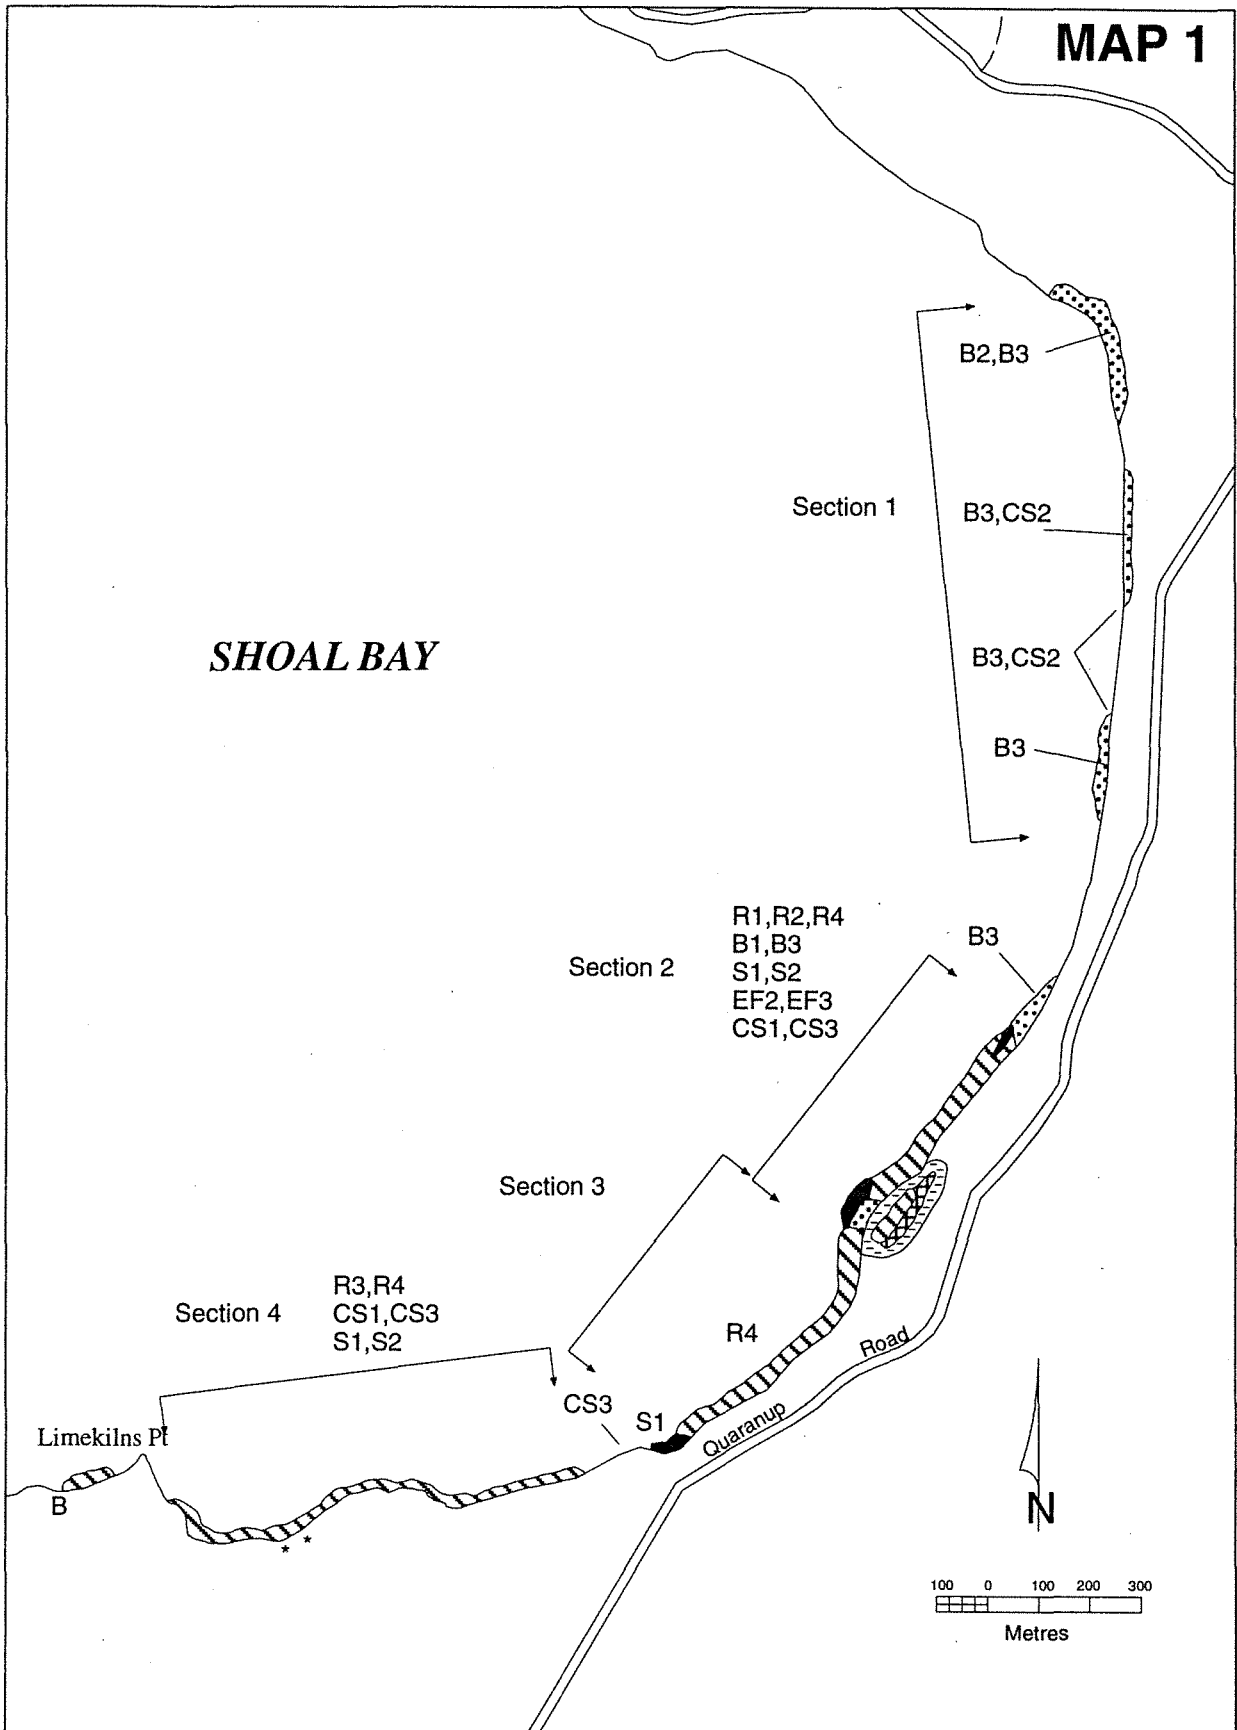 MAP 1
B2,B3
Section 1
B3,CS2
SHOAL BAY
B3,CS2
B3
Section 2
R1,R2,R4
B1,B3
S1,S2
EF2,EF3
CS1,CS3
B3
Section 3
Section 4
R3,R4
CS1,CS3
S1,S2
R4
Quaranup Road
CS3
S1
Limekilns Pt
B
N
100 0 100 200 300
Metres